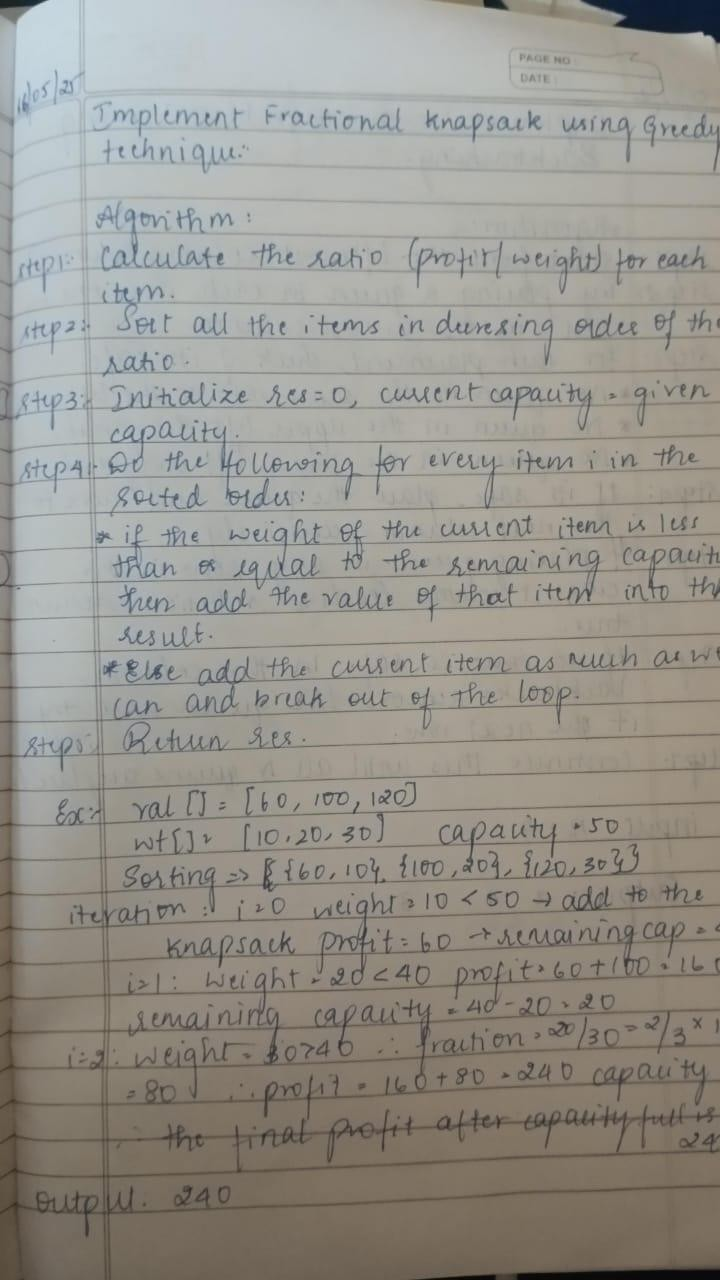 PAGE NO
DATE
16/05/25
Implement Fractional knapsack using Greedy
technique:
Algorithm:
step1: Calculate the ratio (profit/weight) for each
item.
step2: Sort all the items in decresing order of the
ratio.
step3: Initialize res=0, current capacity = given
capacity.
step4: Do the following for every item i in the
sorted order:
* if the weight of the current item is less
than or equal to the remaining capacit
then add the value of that item into th
result.
* Else add the current item as much as we
can and break out of the loop.
step5: Return res.
Ex:- val [] = [60, 100, 120]
wt[]= [10,20,30] capacity = 50
Sorting => { {60, 10}, {100, 20}, {120, 30}}
iteration: i=0 weight = 10 < 50 → add to the
knapsack profit = 60 → remaining cap =
i=1: weight = 20 < 40 profit = 60+100 = 160
remaining capacity = 40-20 = 20
i=2: weight = 30>40 ∴ fraction = 20/30 = 2/3 × 1
= 80 ∴ profit = 160 + 80 = 240 capacity
∴ the final profit after capacity full is
24
output. 240